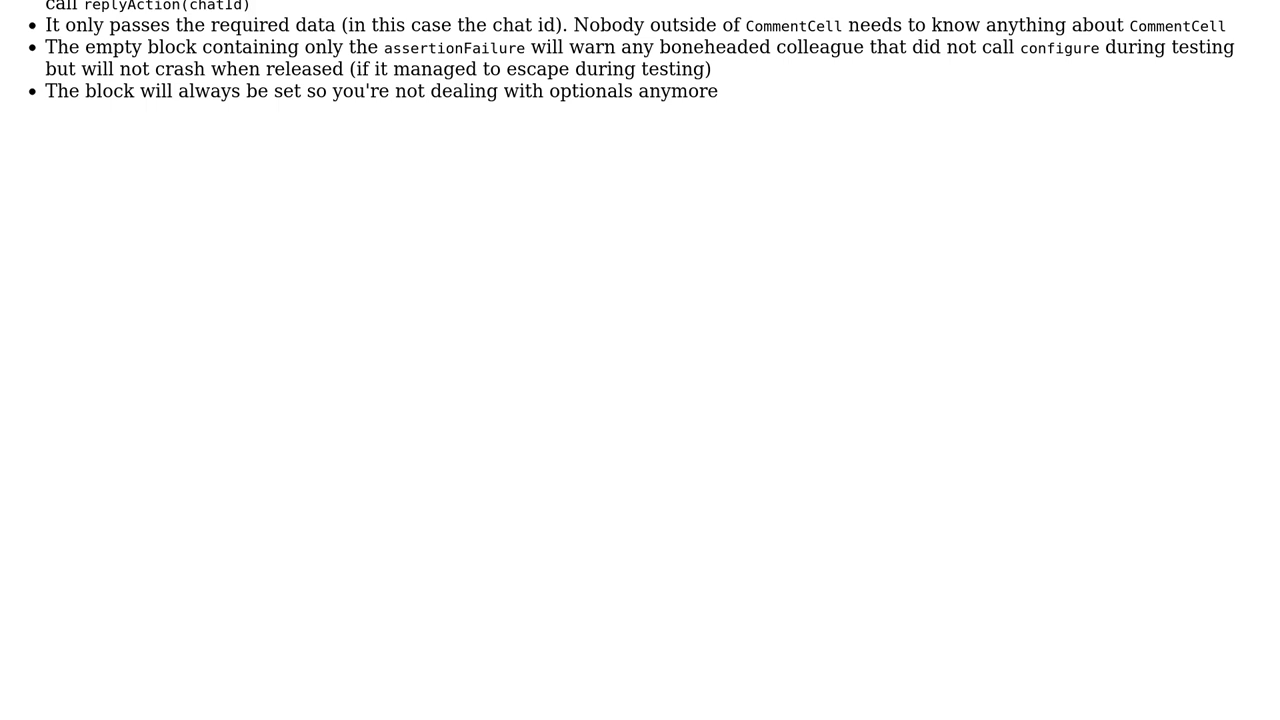 call replyAction(chatId)
It only passes the required data (in this case the chat id). Nobody outside of CommentCell needs to know anything about CommentCell
The empty block containing only the assertionFailure will warn any boneheaded colleague that did not call configure during testing
but will not crash when released (if it managed to escape during testing)
The block will always be set so you're not dealing with optionals anymore